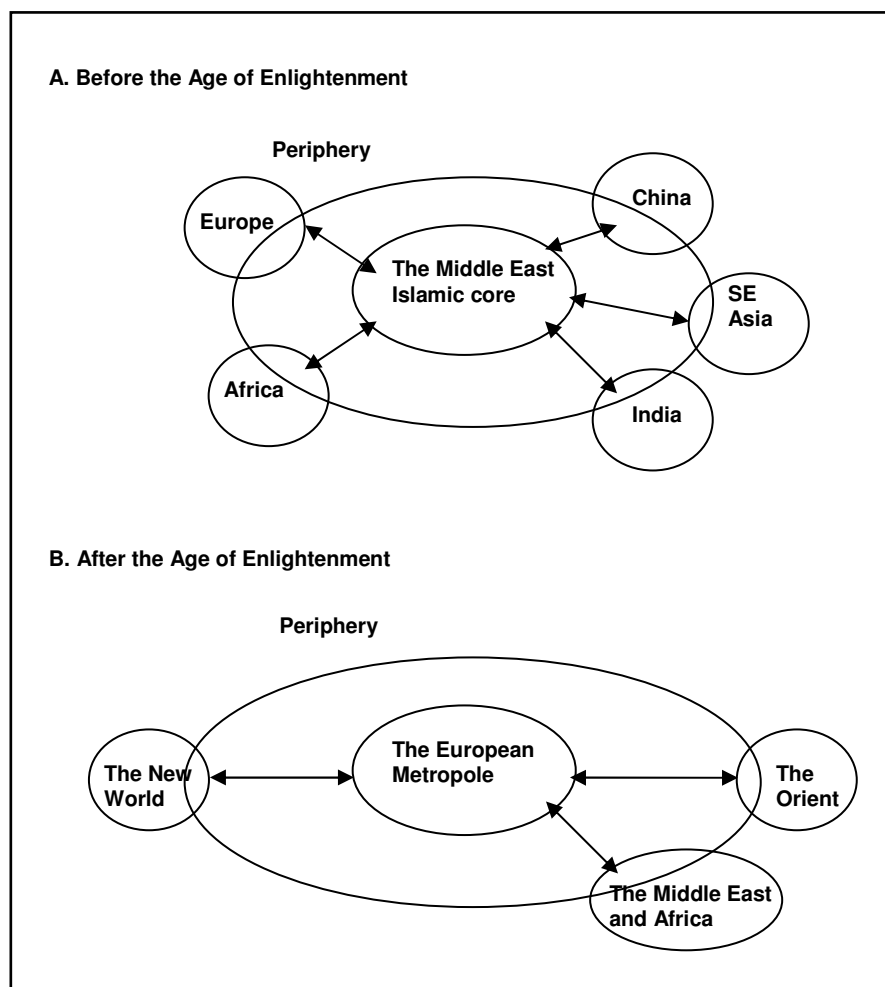 A. Before the Age of Enlightenment
Periphery
Europe
China
The Middle East
Islamic core
SE
Asia
Africa
India
B. After the Age of Enlightenment
Periphery
The New
World
The European
Metropole
The
Orient
The Middle East
and Africa